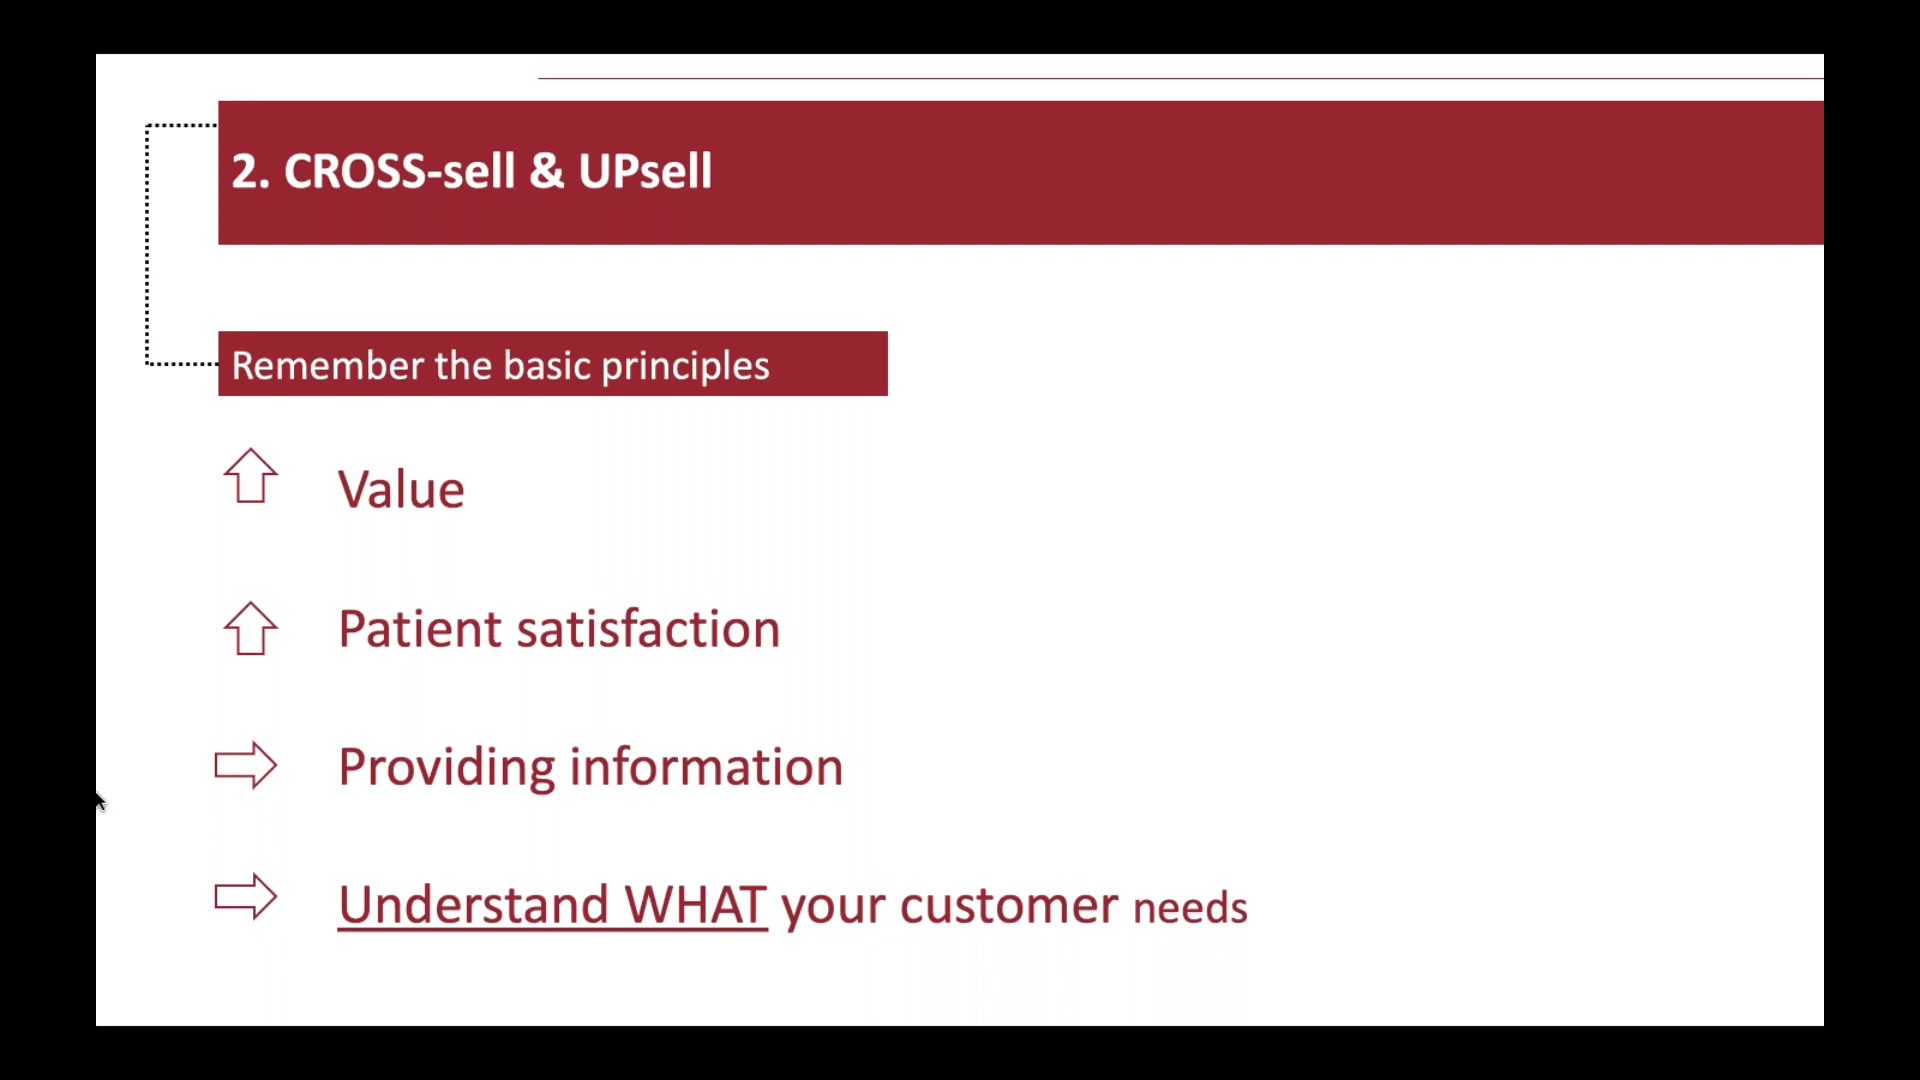 2. CROSS-sell & UPsell
Remember the basic principles
Value
Patient satisfaction
Providing information
Understand WHAT your customer needs